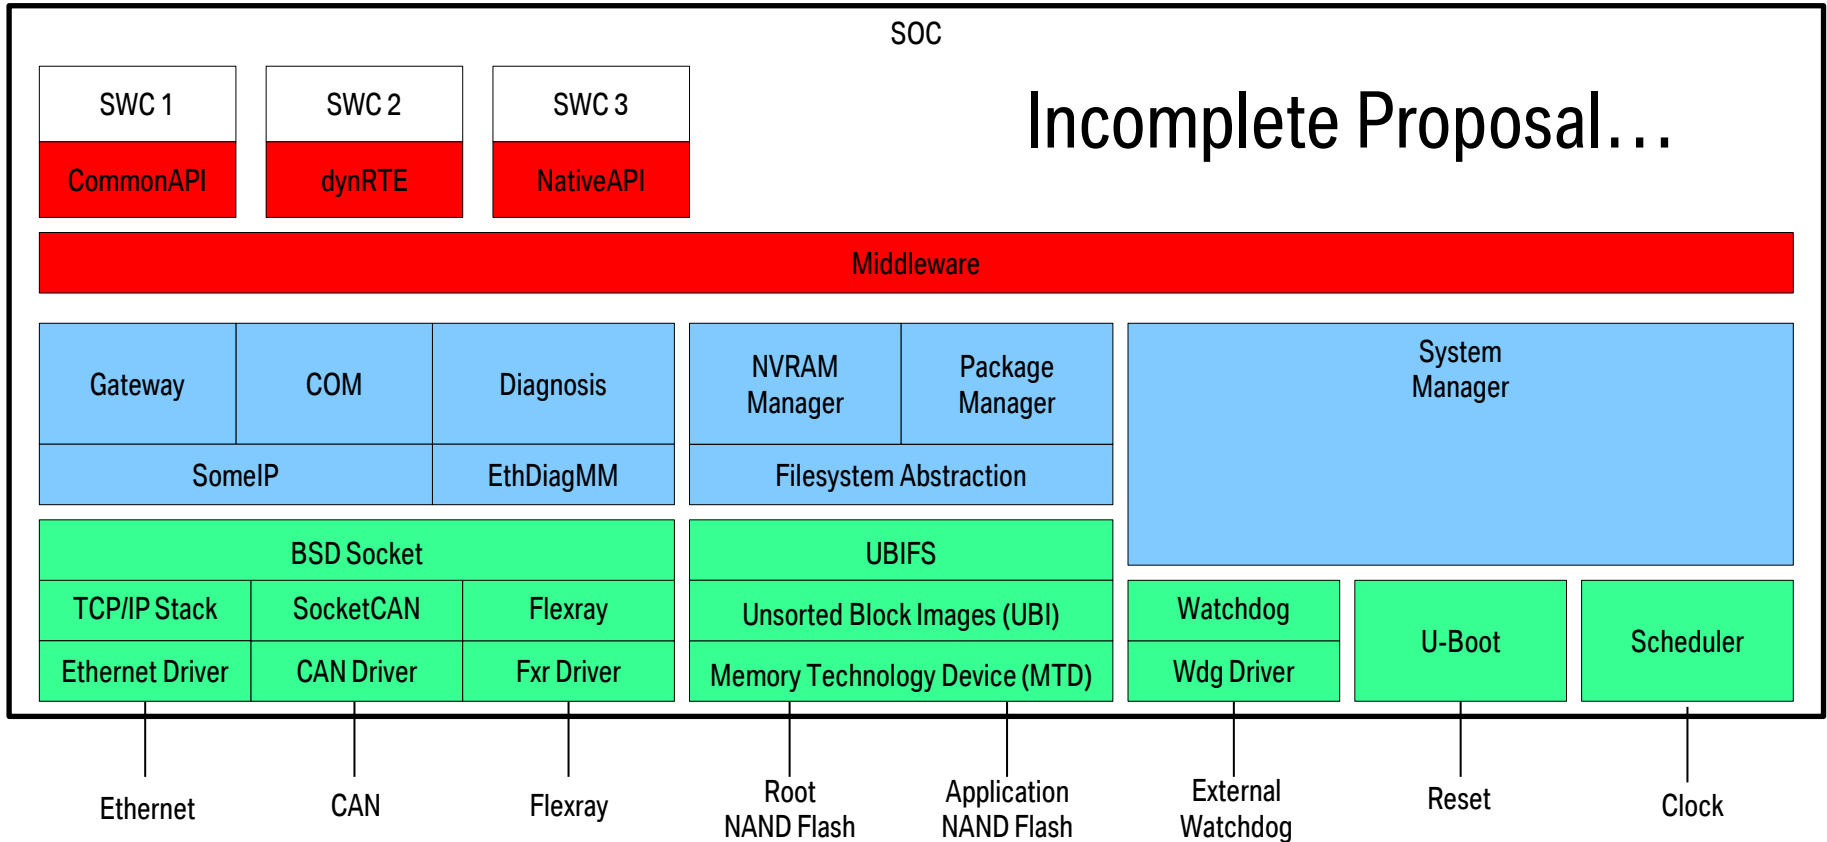 SOC
Incomplete Proposal...
SWC 1
SWC 2
SWC 3
CommonAPI
dynRTE
NativeAPI
Middleware
Gateway
COM
Diagnosis
NVRAM
Manager
Package
Manager
System
Manager
SomeIP
EthDiagMM
Filesystem Abstraction
BSD Socket
UBIFS
TCP/IP Stack
SocketCAN
Flexray
Unsorted Block Images (UBI)
Watchdog
U-Boot
Scheduler
Ethernet Driver
CAN Driver
Fxr Driver
Memory Technology Device (MTD)
Wdg Driver
Ethernet
CAN
Flexray
Root
NAND Flash
Application
NAND Flash
External
Watchdog
Reset
Clock